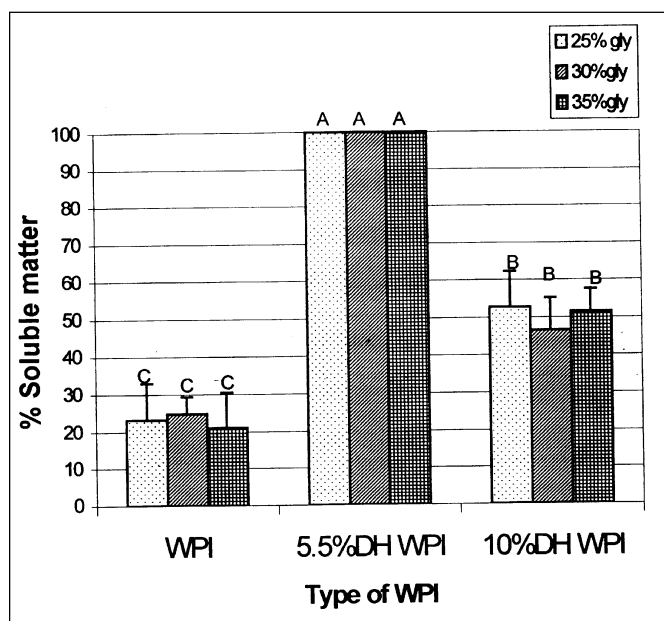 25% gly
30%gly
35%gly
A A A
100
90
80
70
60
50
40
30
20
10
0
% Soluble matter
B B B
C C C
WPI 5.5%DH WPI 10%DH WPI
Type of WPI